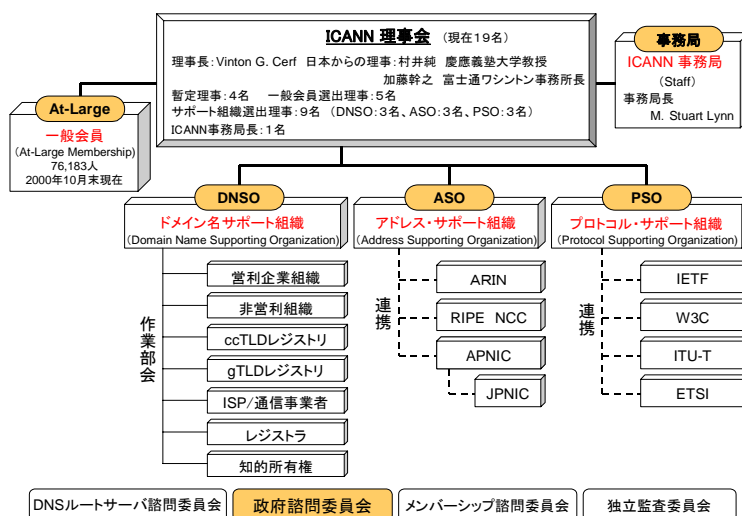 ICANN 理事会 (現在19名)
理事長:Vinton G. Cerf 日本からの理事:村井純 慶應義塾大学教授
加藤幹之 富士通ワシントン事務所長
暫定理事:4名 一般会員選出理事:5名
サポート組織選出理事:9名 (DNSO:3名、ASO:3名、PSO:3名)
ICANN事務局長:1名
事務局
ICANN 事務局
(Staff)
事務局長
M. Stuart Lynn
At-Large
一般会員
(At-Large Membership)
76,183人
2000年10月末現在
DNSO
ドメイン名サポート組織
(Domain Name Supporting Organization)
作業部会
営利企業組織
非営利組織
ccTLDレジストリ
gTLDレジストリ
ISP/通信事業者
レジストラ
知的所有権
ASO
アドレス・サポート組織
(Address Supporting Organization)
連携
ARIN
RIPE NCC
APNIC
JPNIC
PSO
プロトコル・サポート組織
(Protocol Supporting Organization)
連携
IETF
W3C
ITU-T
ETSI
DNSルートサーバ諮問委員会
政府諮問委員会
メンバーシップ諮問委員会
独立監査委員会